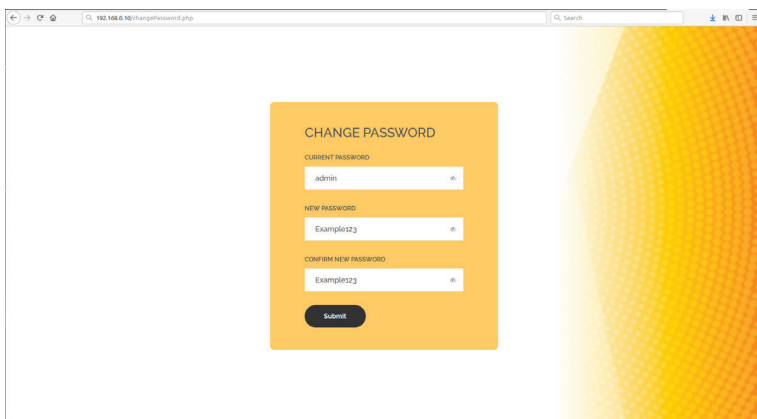 192.168.0.10/changePassword.php
Search
CHANGE PASSWORD
CURRENT PASSWORD
admin
NEW PASSWORD
Example123
CONFIRM NEW PASSWORD
Example123
Submit